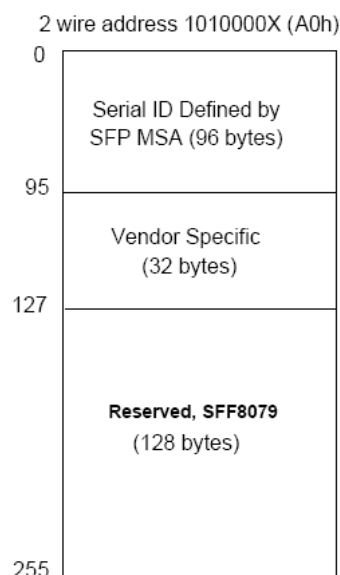 2 wire address 1010000X (A0h)
0
Serial ID Defined by
SFP MSA (96 bytes)
95
Vendor Specific
(32 bytes)
127
Reserved, SFF8079
(128 bytes)
255